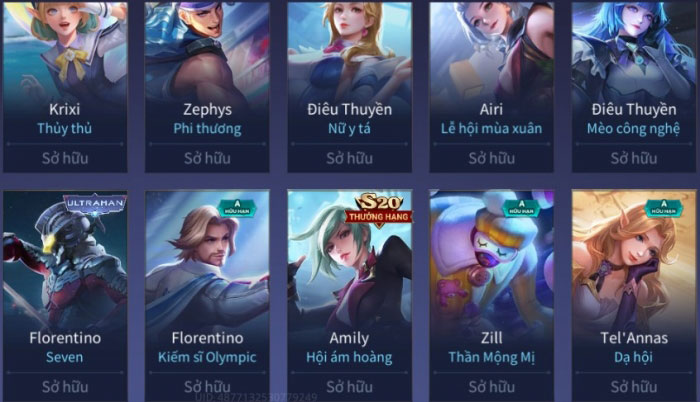 Krixi
Thủy thủ
Sở hữu
Zephys
Phi thương
Sở hữu
Điêu Thuyền
Nữ y tá
Sở hữu
Airi
Lễ hội mùa xuân
Sở hữu
Điêu Thuyền
Mèo công nghệ
Sở hữu
ULTRAMAN
Florentino
Seven
Sở hữu
A
HỮU HẠN
Florentino
Kiếm sĩ Olympic
Sở hữu
S20
THƯỞNG HẠNG
Amily
Hội ám hoàng
Sở hữu
A
HỮU HẠN
Zill
Thần Mộng Mị
Sở hữu
A
HỮU HẠN
Tel'Annas
Dạ hội
Sở hữu